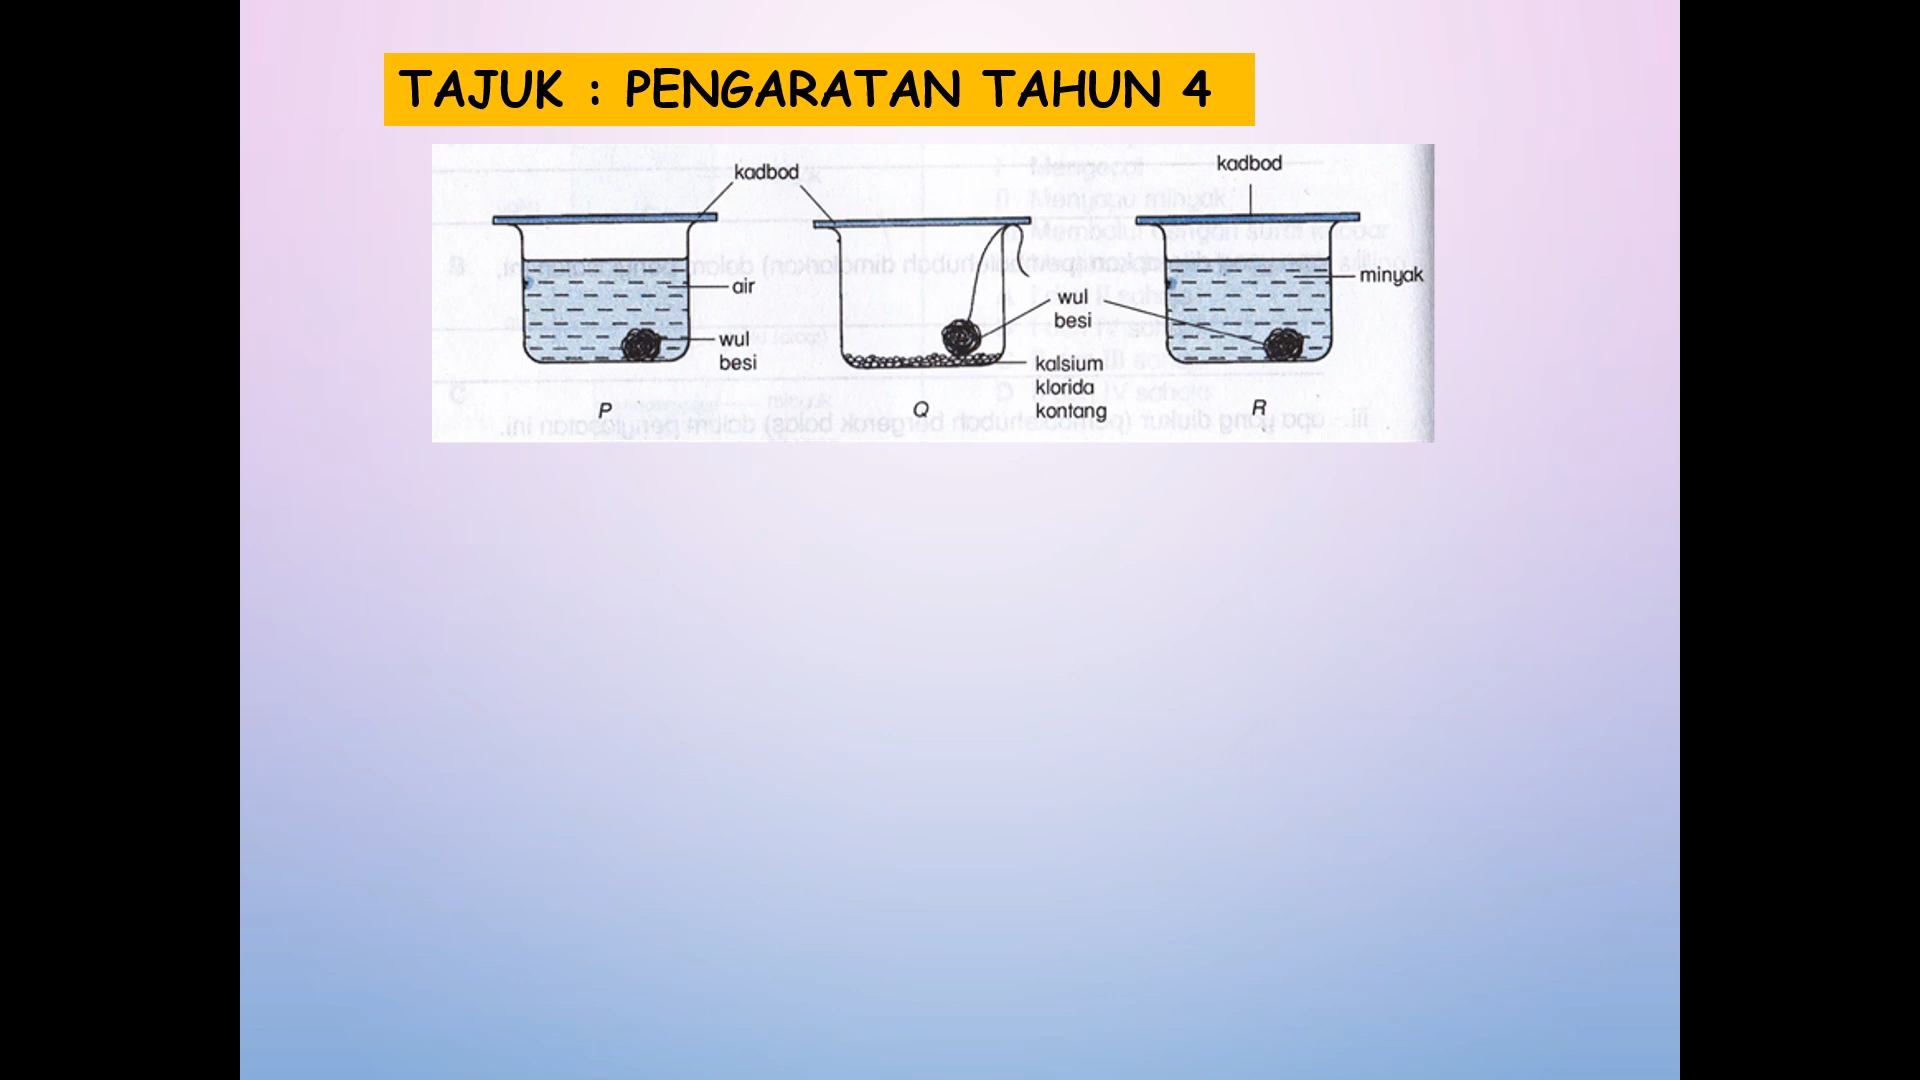 TAJUK : PENGARATAN TAHUN 4
kadbod
kadbod
air
wul
besi
P
wul
besi
kalsium
klorida
kontang
Q
minyak
R